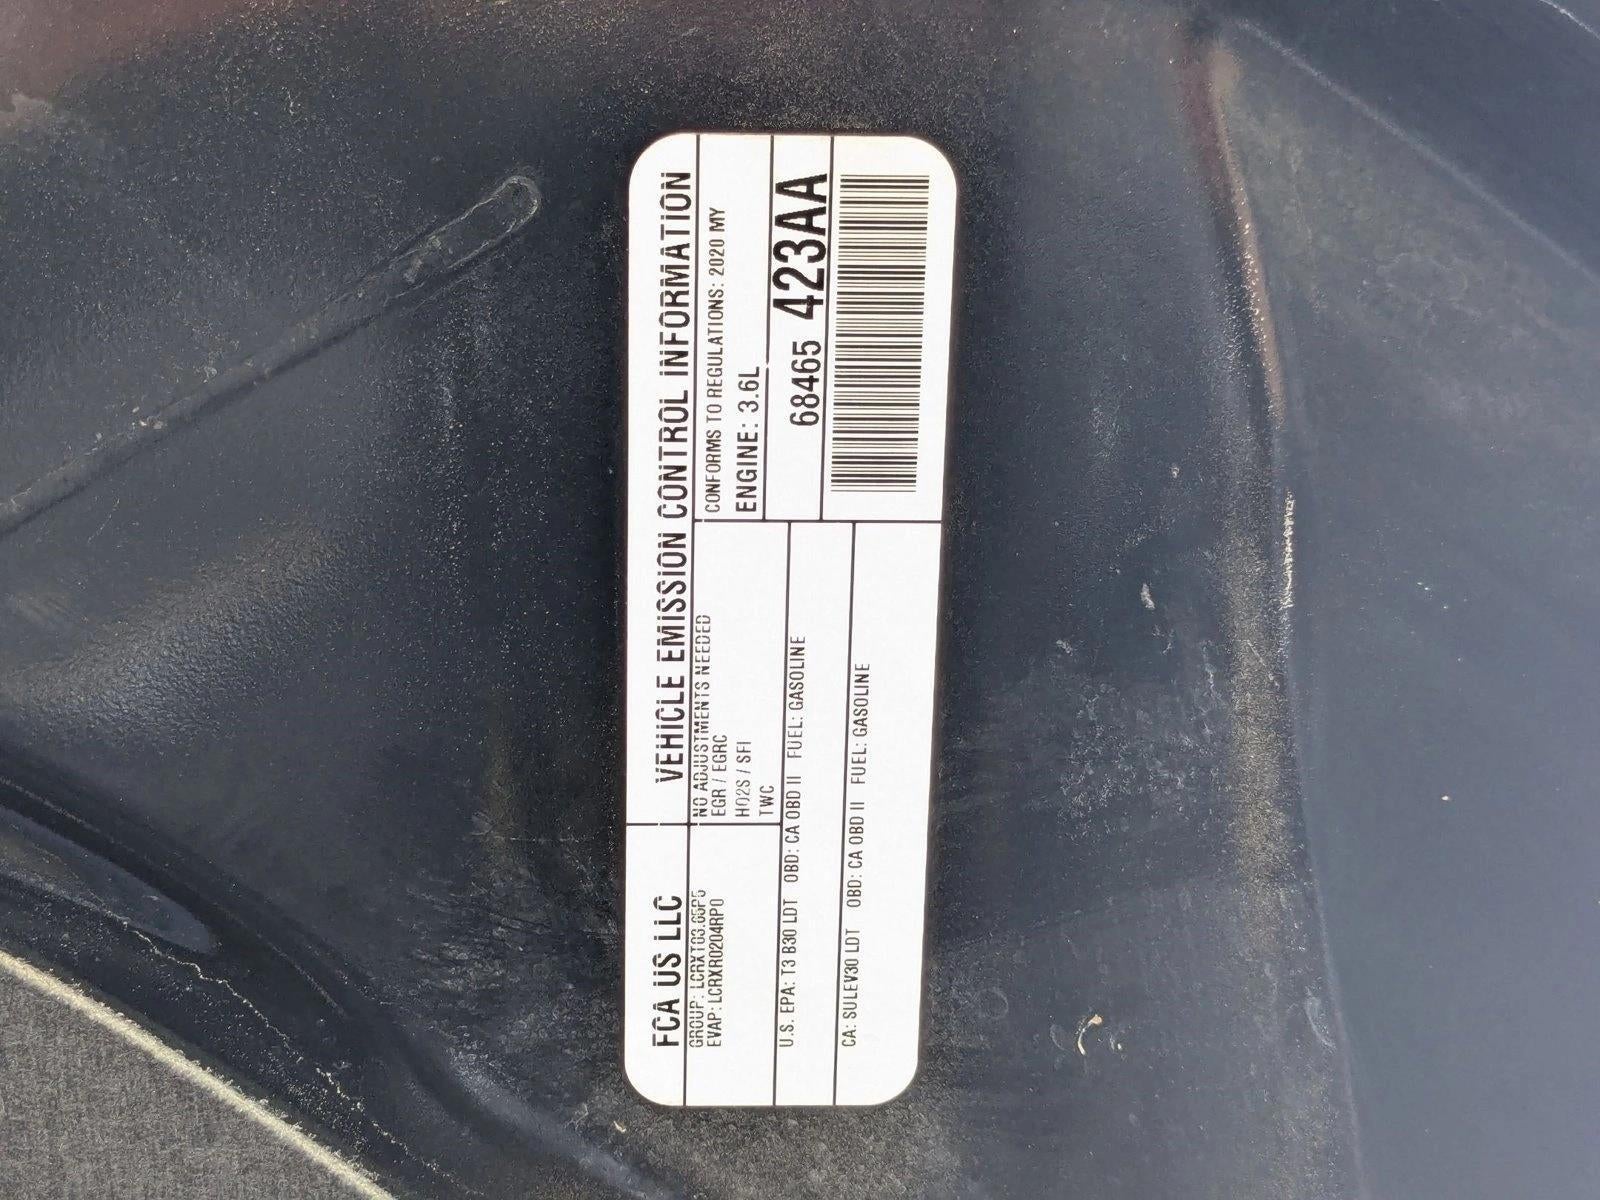 FCA US LLC VEHICLE EMISSION CONTROL INFORMATION
GROUP: LCRXT03.65P5
EVAP: LCRXR0204RP0
NO ADJUSTMENTS NEEDED
EGR / EGRC
HO2S / SFI
TWC
CONFORMS TO REGULATIONS: 2020 MY
ENGINE: 3.6L
68465 423AA
U.S. EPA: T3 B30 LDT OBD: CA OBD II FUEL: GASOLINE
CA: SULEV30 LDT OBD: CA OBD II FUEL: GASOLINE